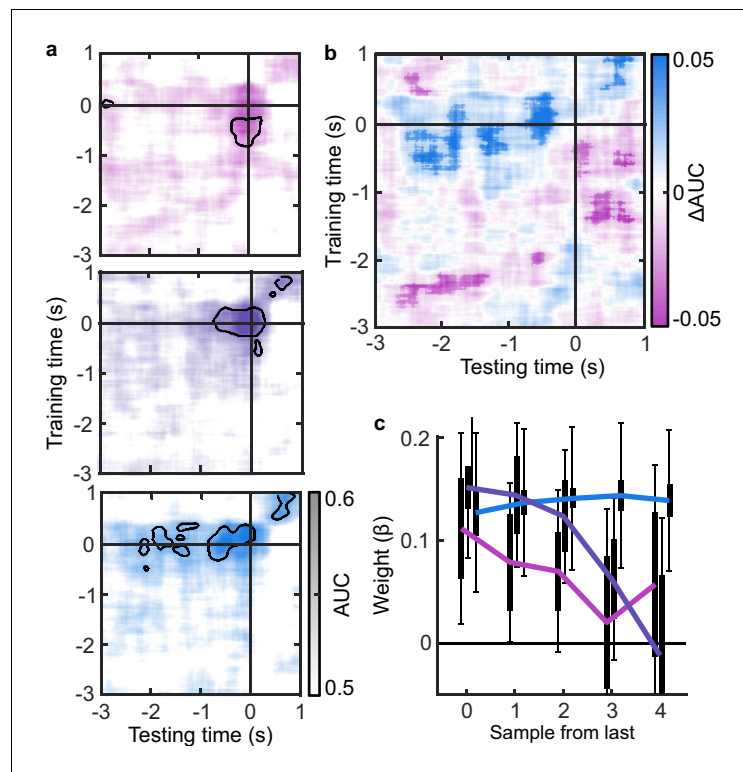 a
1
0
-1
-2
-3
1
0
-1
-2
-3
Training time (s)
1
0
-1
-2
-3
-3 -2 -1 0 1
Testing time (s)
0.6
AUC
0.5
b
1
0
-1
-2
-3
Training time (s)
-3 -2 -1 0 1
Testing time (s)
0.05
0
ΔAUC
-0.05
c
0.2
0.1
0
Weight (β)
0 1 2 3 4
Sample from last